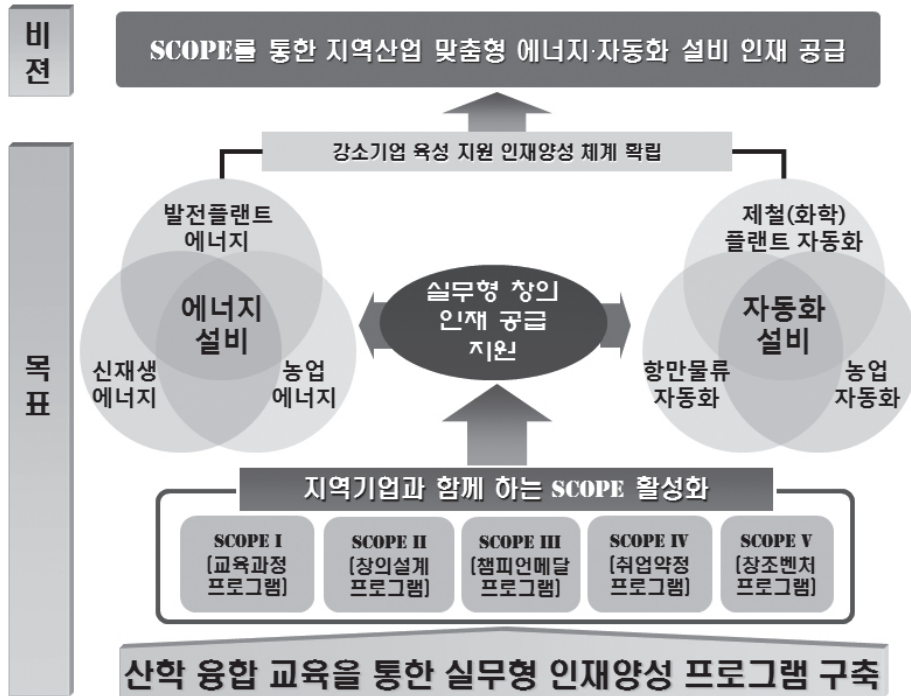 비
젼
SCOPE를 통한 지역산업 맞춤형 에너지·자동화 설비 인재 공급
목
표
강소기업 육성 지원 인재양성 체계 확립
발전플랜트
에너지
에너지
설비
신재생
에너지
농업
에너지
실무형 창의
인재 공급
지원
제철(화학)
플랜트 자동화
자동화
설비
항만물류
자동화
농업
자동화
지역기업과 함께 하는 SCOPE 활성화
SCOPE I
[교육과정
프로그램]
SCOPE II
[창의설계
프로그램]
SCOPE III
[챔피언메달
프로그램]
SCOPE IV
[취업약정
프로그램]
SCOPE V
[창조벤처
프로그램]
산학 융합 교육을 통한 실무형 인재양성 프로그램 구축